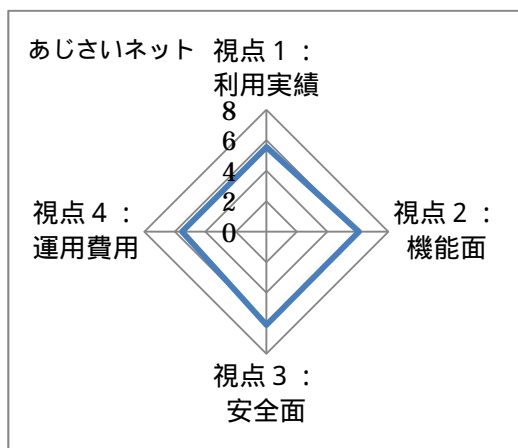 あじさいネット
視点1：
利用実績
8
6
4
2
0
視点4：
運用費用
視点2：
機能面
視点3：
安全面